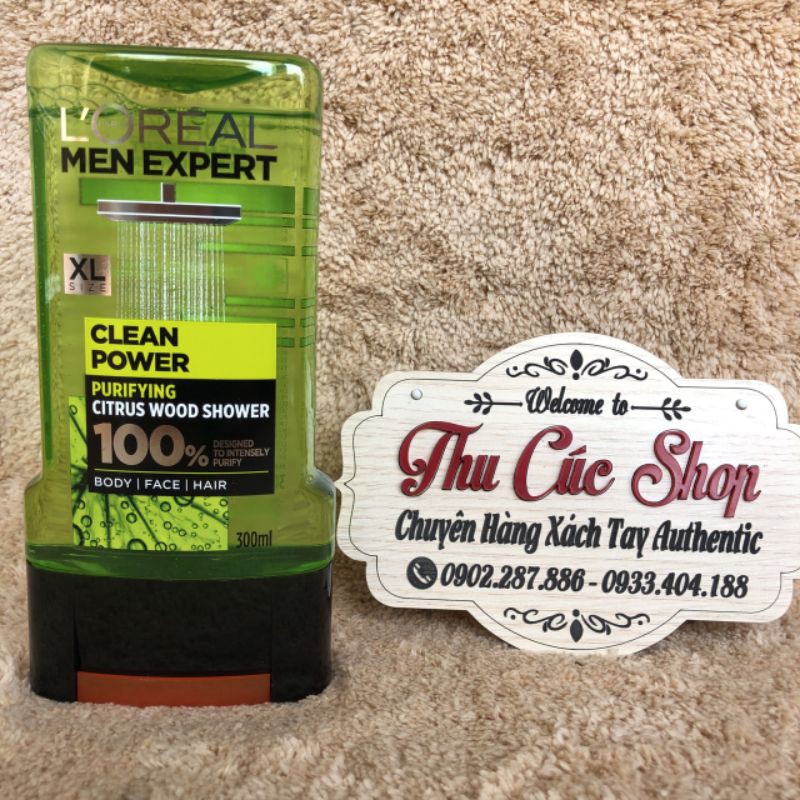 L'ORÉAL
MEN EXPERT
XL
SIZE
CLEAN
POWER
PURIFYING
CITRUS WOOD SHOWER
100%
DESIGNED
TO INTENSELY
PURIFY
BODY | FACE | HAIR
300ml
Welcome to
Thu Cúc Shop
Chuyên Hàng Xách Tay Authentic
0902.287.886 - 0933.404.188